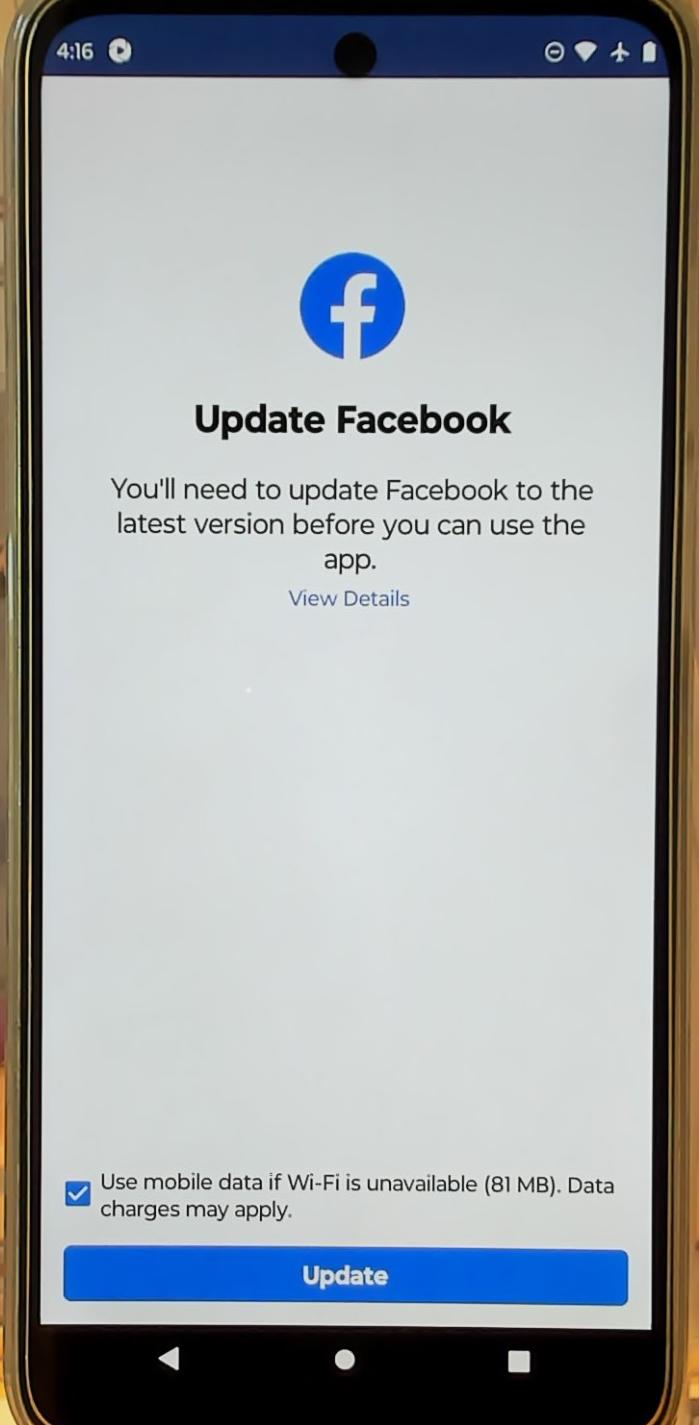 4:16
Update Facebook
You'll need to update Facebook to the
latest version before you can use the
app.
View Details
Use mobile data if Wi-Fi is unavailable (81 MB). Data
charges may apply.
Update